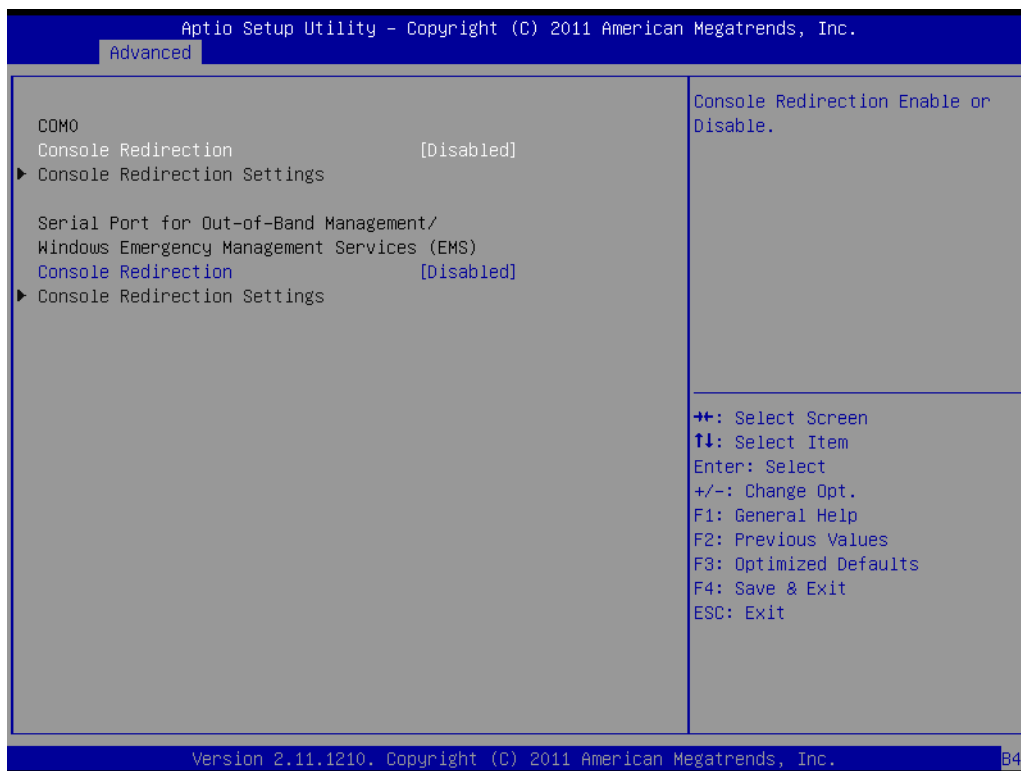 Aptio Setup Utility – Copyright (C) 2011 American Megatrends, Inc.
Advanced
COM0
Console Redirection [Disabled]
▶ Console Redirection Settings
Serial Port for Out-of-Band Management/
Windows Emergency Management Services (EMS)
Console Redirection [Disabled]
▶ Console Redirection Settings
Console Redirection Enable or
Disable.
→←: Select Screen
↑↓: Select Item
Enter: Select
+/-: Change Opt.
F1: General Help
F2: Previous Values
F3: Optimized Defaults
F4: Save & Exit
ESC: Exit
Version 2.11.1210. Copyright (C) 2011 American Megatrends, Inc.
B4